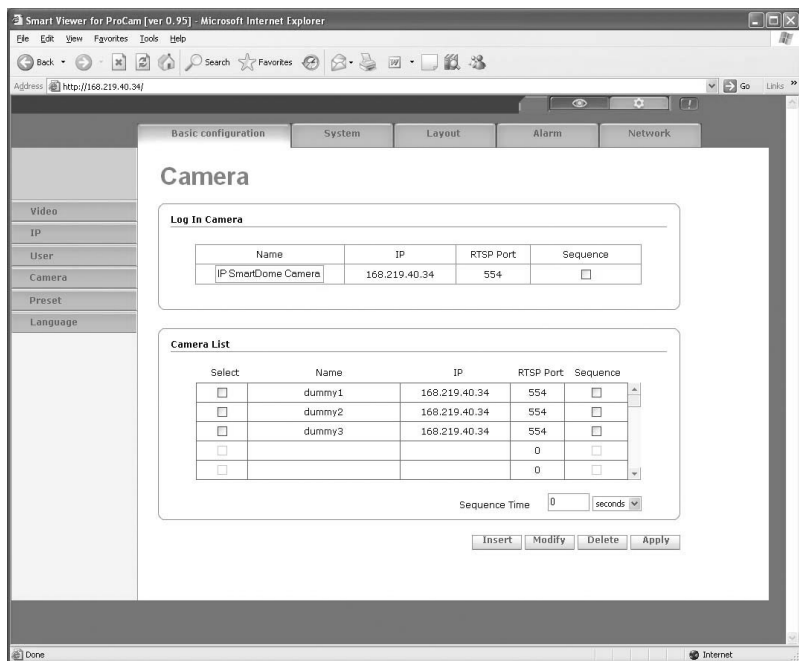 Smart Viewer for ProCam [ver 0.95] - Microsoft Internet Explorer
File Edit View Favorites Tools Help
Back Search Favorites
Address http://168.219.40.34/ Go Links »
Basic configuration System Layout Alarm Network
Camera
Video
IP
User
Camera
Preset
Language
Log In Camera
Name IP RTSP Port Sequence
IP SmartDome Camera 168.219.40.34 554
Camera List
Select Name IP RTSP Port Sequence
dummy1 168.219.40.34 554
dummy2 168.219.40.34 554
dummy3 168.219.40.34 554
0
0
Sequence Time 0 seconds
Insert Modify Delete Apply
Done Internet